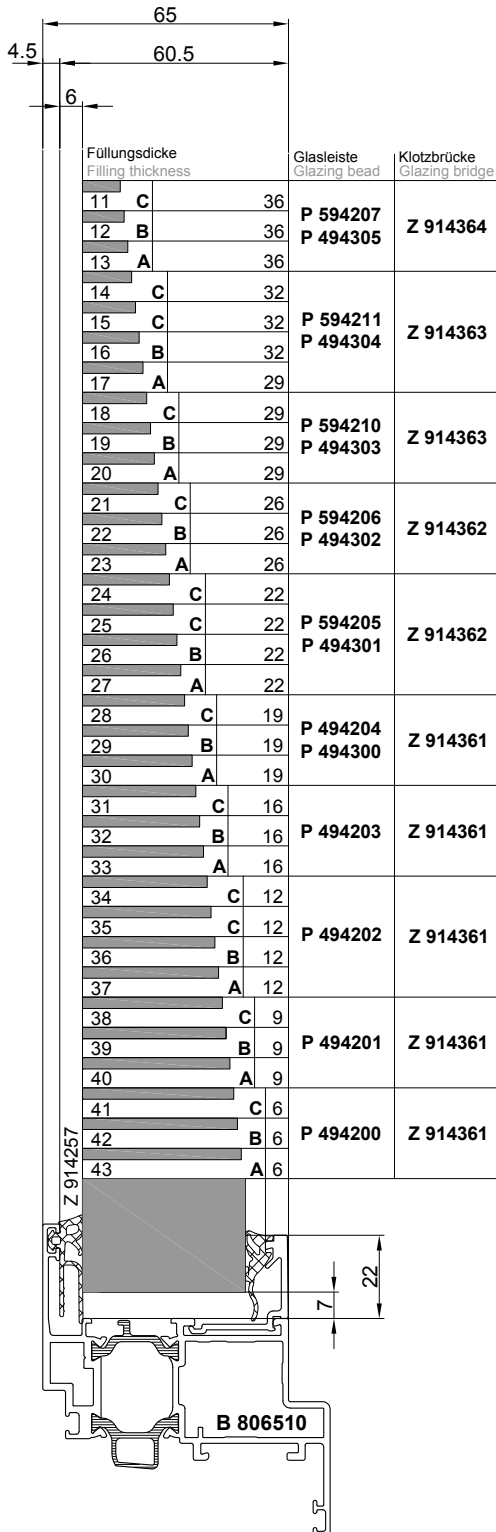 65
4.5 60.5
6
Füllungsdicke Glasleiste Klotzbrücke
Filling thickness Glazing bead Glazing bridge
11 C 36
12 B 36
13 A 36
P 594207
P 494305
Z 914364
14 C 32
15 C 32
16 B 32
17 A 29
P 594211
P 494304
Z 914363
18 C 29
19 B 29
20 A 29
P 594210
P 494303
Z 914363
21 C 26
22 B 26
23 A 26
P 594206
P 494302
Z 914362
24 C 22
25 C 22
26 B 22
27 A 22
P 594205
P 494301
Z 914362
28 C 19
29 B 19
30 A 19
P 494204
P 494300
Z 914361
31 C 16
32 B 16
33 A 16
P 494203
Z 914361
34 C 12
35 C 12
36 B 12
37 A 12
P 494202
Z 914361
38 C 9
39 B 9
40 A 9
P 494201
Z 914361
41 C 6
42 B 6
43 A 6
P 494200
Z 914361
Z 914257
22
7
B 806510